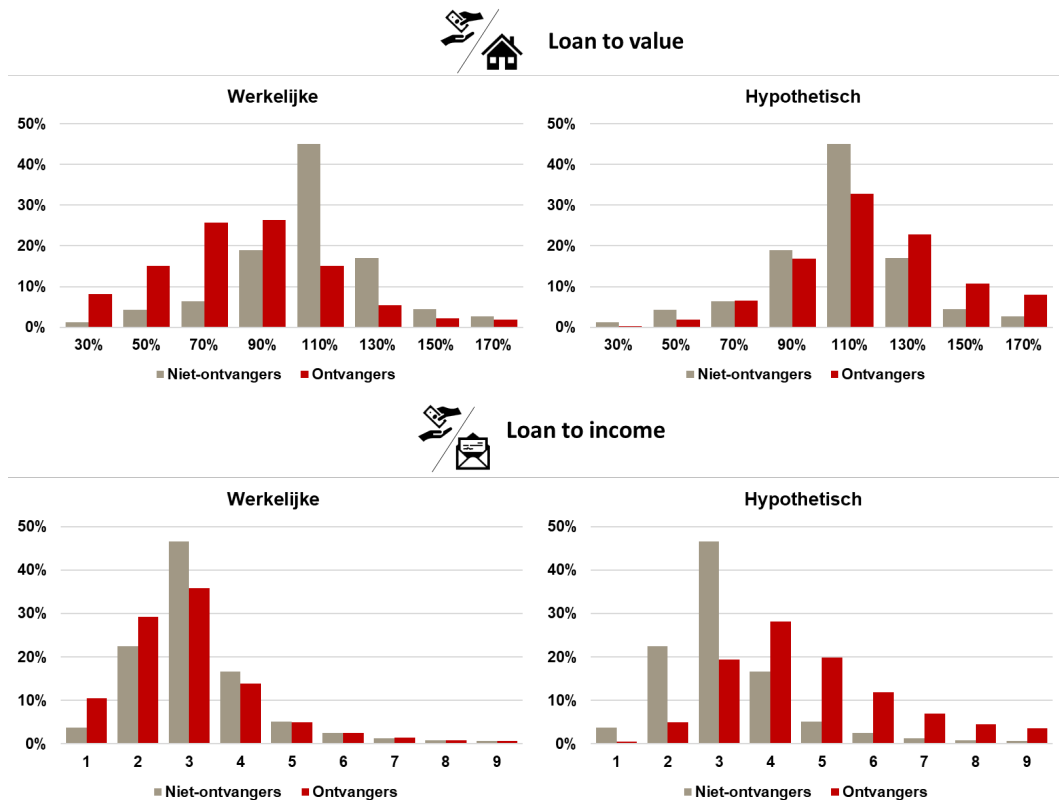 Loan to value
Werkelijke
50%
40%
30%
20%
10%
0%
30% 50% 70% 90% 110% 130% 150% 170%
Niet-ontvangers Ontvangers
Hypothetisch
50%
40%
30%
20%
10%
0%
30% 50% 70% 90% 110% 130% 150% 170%
Niet-ontvangers Ontvangers
Loan to income
Werkelijke
50%
40%
30%
20%
10%
0%
1 2 3 4 5 6 7 8 9
Niet-ontvangers Ontvangers
Hypothetisch
50%
40%
30%
20%
10%
0%
1 2 3 4 5 6 7 8 9
Niet-ontvangers Ontvangers